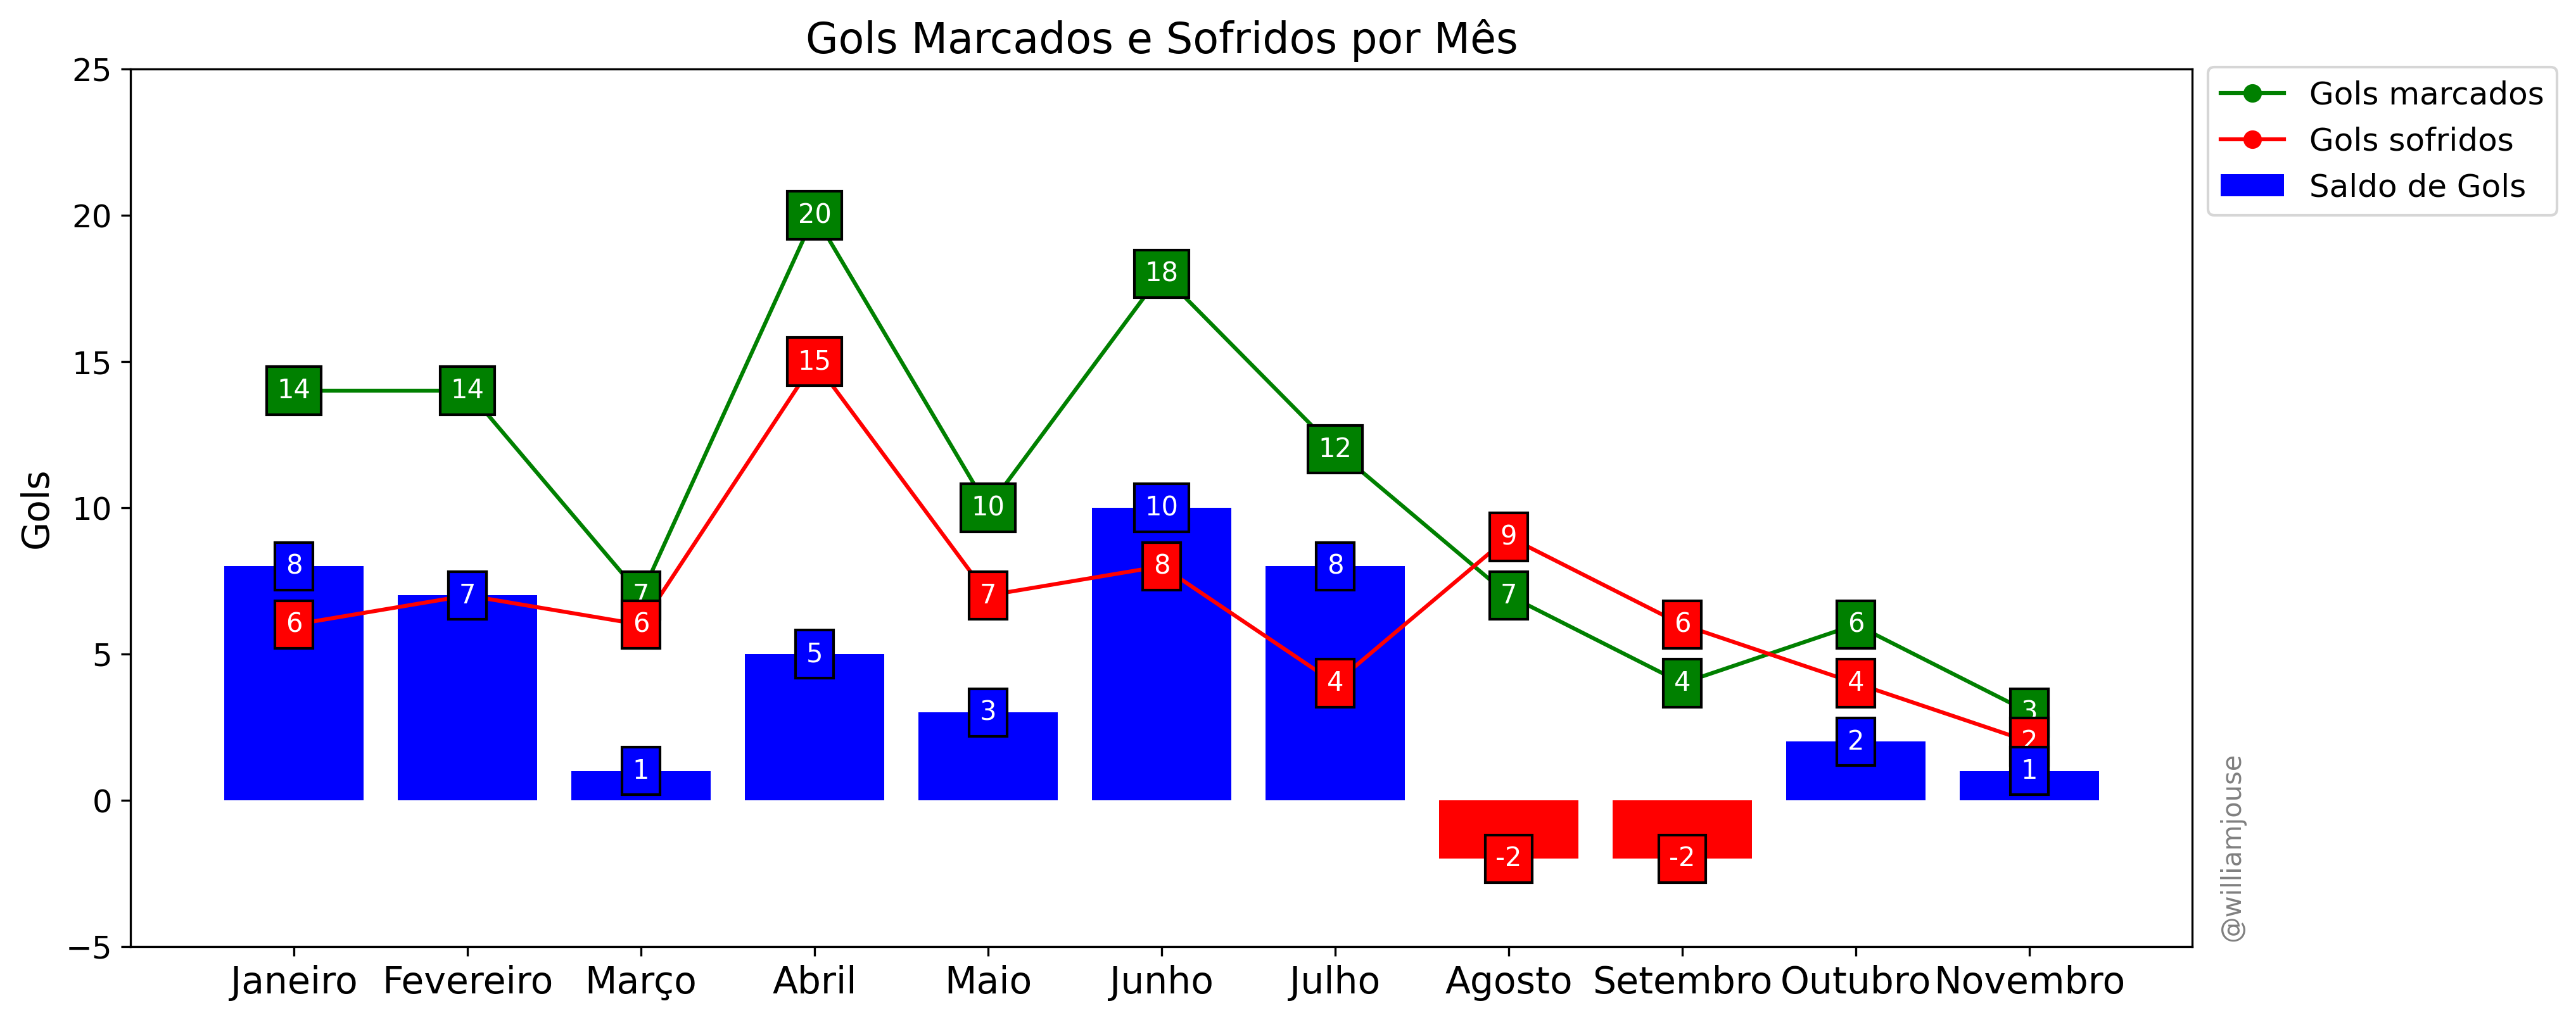 Gols Marcados e Sofridos por Mês
Gols marcados
Gols sofridos
Saldo de Gols
Gols
25
20
15
10
5
0
−5
14
14
7
20
10
18
12
7
4
6
3
6
6
15
7
8
4
9
6
4
2
8
7
1
5
3
10
8
-2
-2
2
1
Janeiro
Fevereiro
Março
Abril
Maio
Junho
Julho
Agosto
Setembro
Outubro
Novembro
@williamjouse